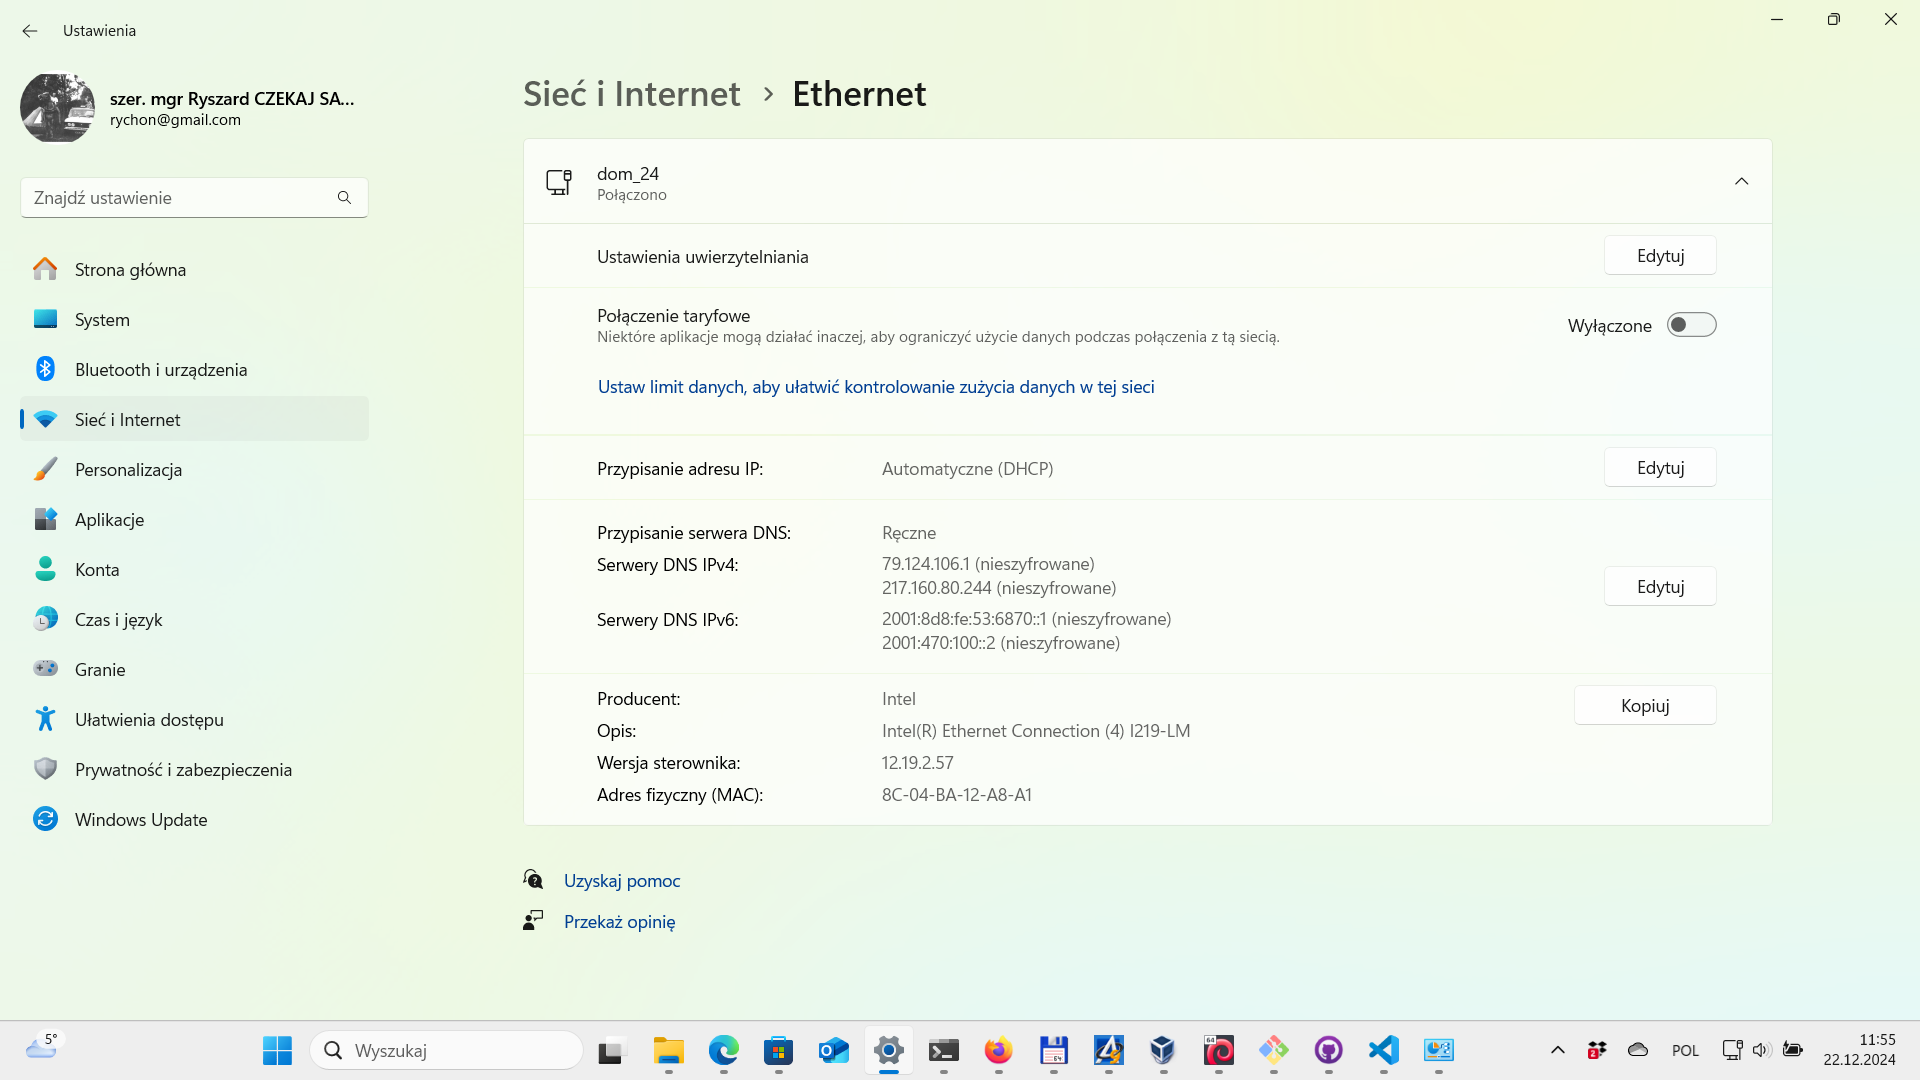 Ustawienia
szer. mgr Ryszard CZEKAJ SA...
rychon@gmail.com
Znajdź ustawienie
Strona główna
System
Bluetooth i urządzenia
Sieć i Internet
Personalizacja
Aplikacje
Konta
Czas i język
Granie
Ułatwienia dostępu
Prywatność i zabezpieczenia
Windows Update
Sieć i Internet > Ethernet
dom_24
Połączono
Ustawienia uwierzytelniania
Edytuj
Połączenie taryfowe
Niektóre aplikacje mogą działać inaczej, aby ograniczyć użycie danych podczas połączenia z tą siecią.
Wyłączone
Ustaw limit danych, aby ułatwić kontrolowanie zużycia danych w tej sieci
Przypisanie adresu IP: Automatyczne (DHCP)
Edytuj
Przypisanie serwera DNS: Ręczne
Serwery DNS IPv4: 79.124.106.1 (nieszyfrowane)
217.160.80.244 (nieszyfrowane)
Edytuj
Serwery DNS IPv6: 2001:8d8:fe:53:6870::1 (nieszyfrowane)
2001:470:100::2 (nieszyfrowane)
Producent: Intel
Kopiuj
Opis: Intel(R) Ethernet Connection (4) I219-LM
Wersja sterownika: 12.19.2.57
Adres fizyczny (MAC): 8C-04-BA-12-A8-A1
Uzyskaj pomoc
Przekaż opinię
5°
Wyszukaj
64
64
2
POL
11:55
22.12.2024